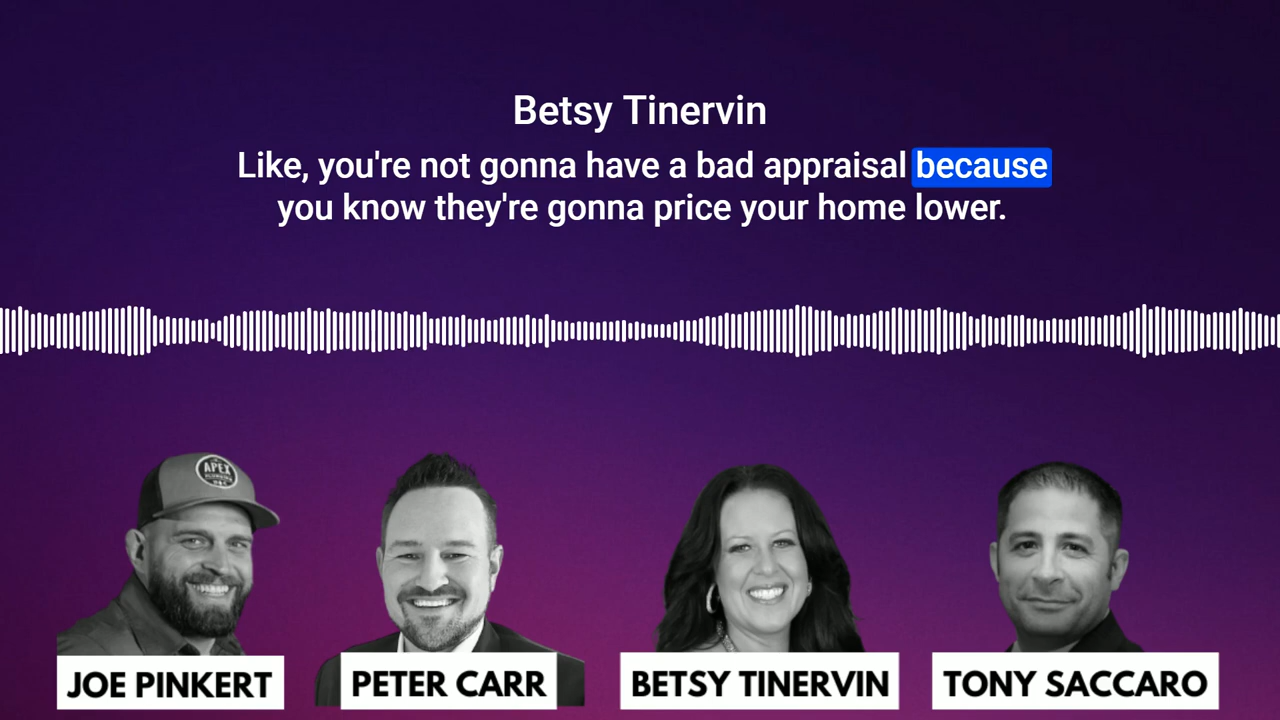 Betsy Tinervin
Like, you're not gonna have a bad appraisal because
you know they're gonna price your home lower.
APEX
JOE PINKERT
PETER CARR
BETSY TINERVIN
TONY SACCARO